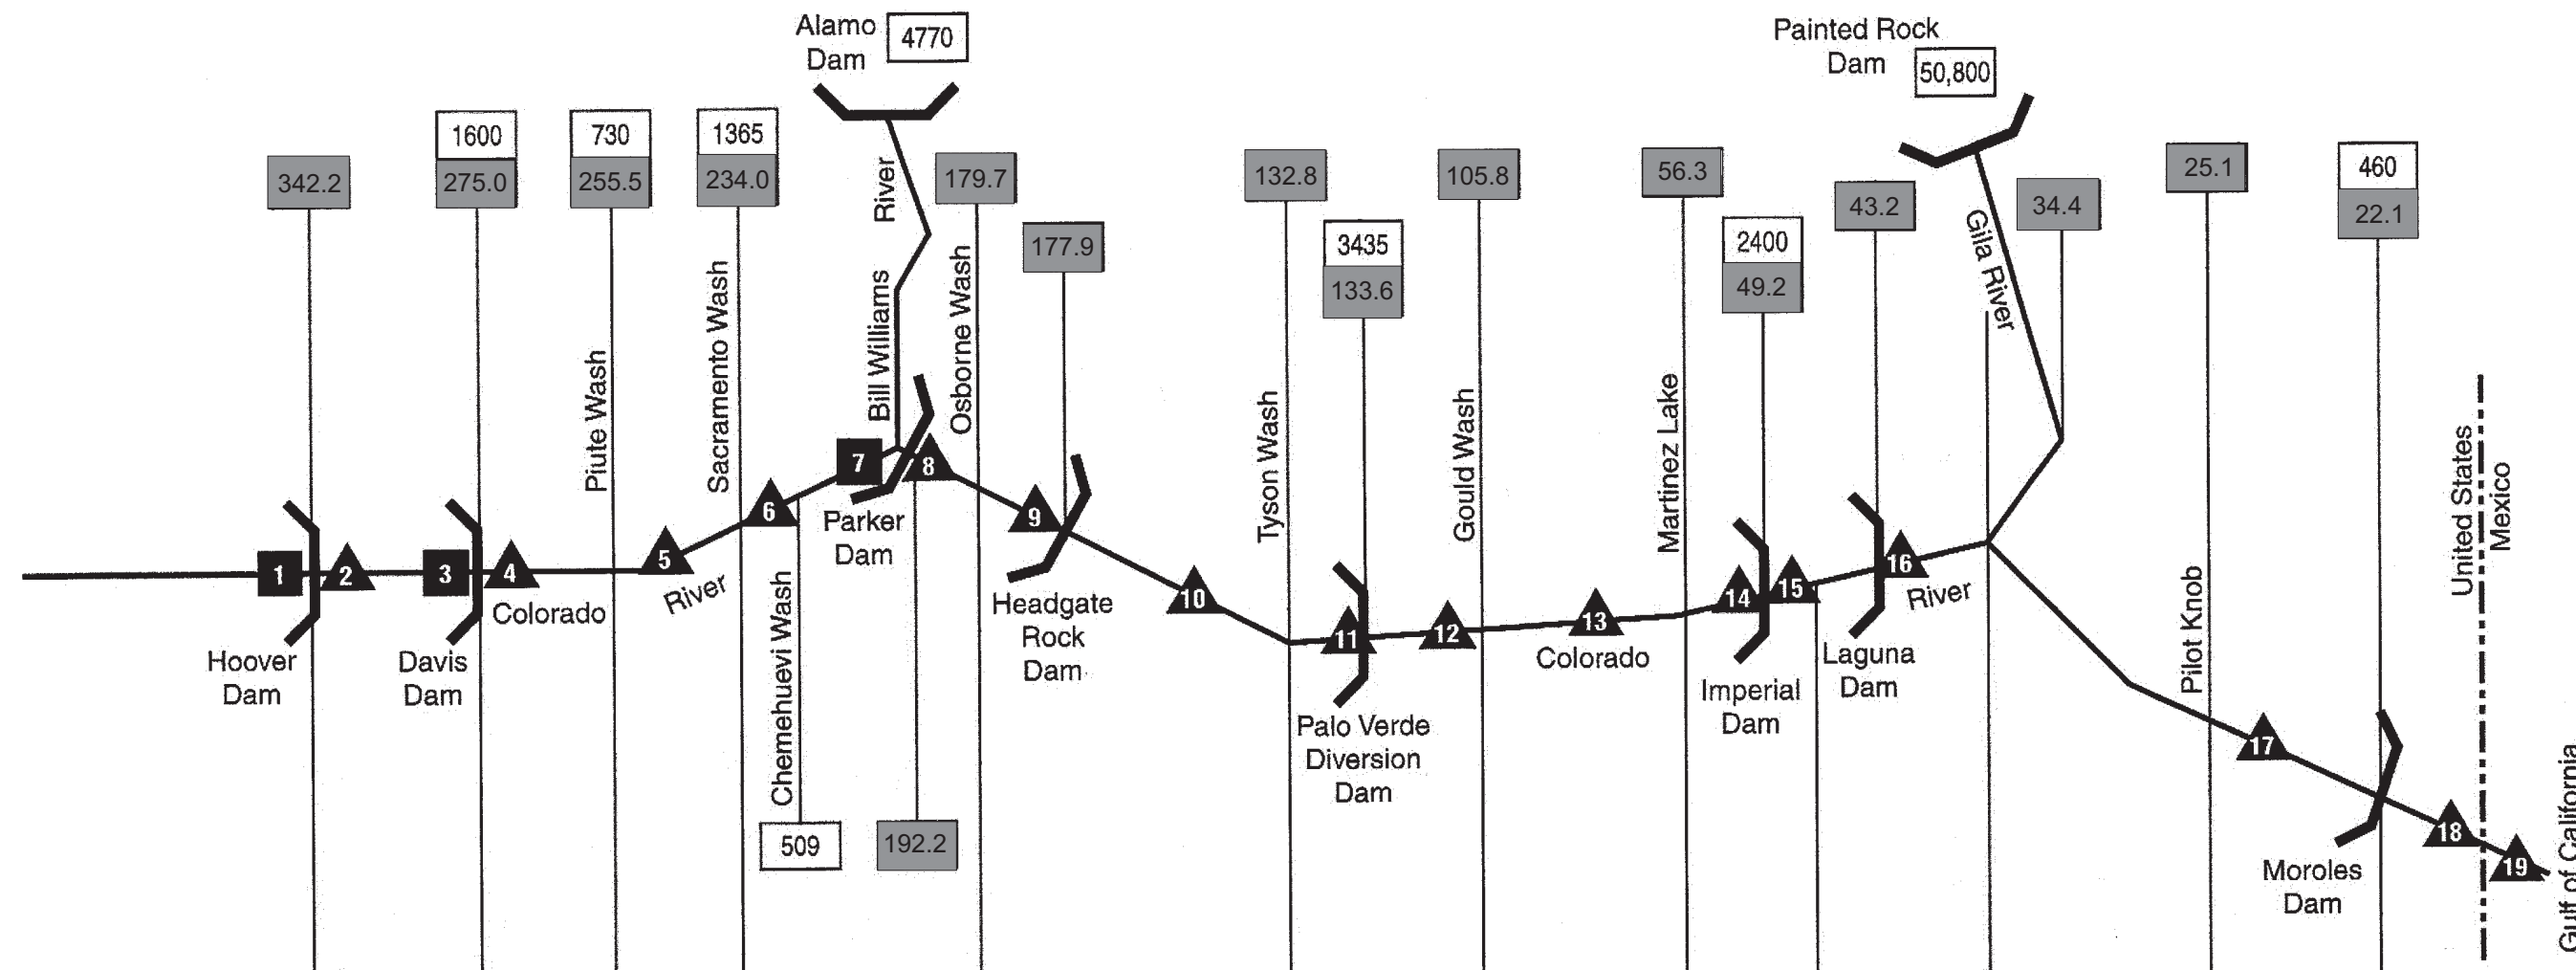 Alamo
Dam
4770
Painted Rock
Dam
50,800
342.2
1600
275.0
730
255.5
1365
234.0
179.7
177.9
132.8
3435
133.6
105.8
56.3
2400
49.2
43.2
34.4
25.1
460
22.1
Piute Wash
Sacramento Wash
Bill Williams
River
Osborne Wash
Tyson Wash
Gould Wash
Martinez Lake
Gila River
Pilot Knob
United States
Mexico
1
2
3
4
5
6
7
8
9
10
11
12
13
14
15
16
17
18
19
Colorado
River
Colorado
River
Hoover
Dam
Davis
Dam
Chemehuevi Wash
509
Parker
Dam
192.2
Headgate
Rock
Dam
Palo Verde
Diversion
Dam
Imperial
Dam
Laguna
Dam
Moroles
Dam
Gulf of California